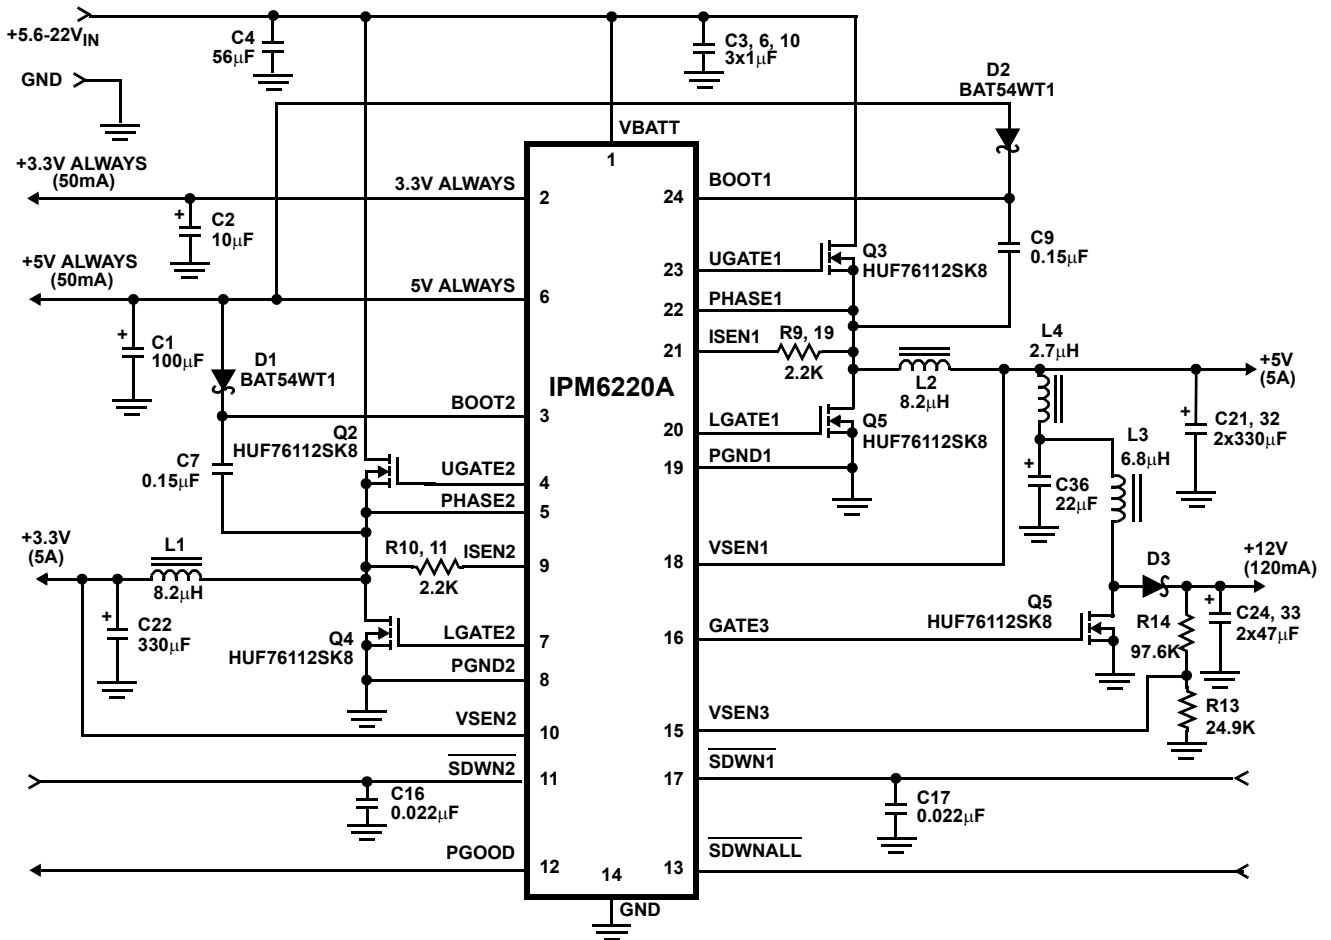 +5.6-22VIN
C4
56μF
C3, 6, 10
3x1μF
GND
D2
BAT54WT1
VBATT
1
+3.3V ALWAYS
(50mA)
3.3V ALWAYS
2
24
BOOT1
C2
10μF
C9
0.15μF
+5V ALWAYS
(50mA)
5V ALWAYS
6
23
UGATE1
Q3
HUF76112SK8
22
PHASE1
C1
100μF
21
ISEN1
R9, 19
2.2K
L4
2.7μH
+5V
(5A)
D1
BAT54WT1
IPM6220A
L2
8.2μH
BOOT2
3
20
LGATE1
Q5
HUF76112SK8
C21, 32
2x330μF
Q2
HUF76112SK8
19
PGND1
L3
6.8μH
C7
0.15μF
UGATE2
4
C36
22μF
PHASE2
5
+3.3V
(5A)
L1
8.2μH
R10, 11
2.2K
ISEN2
9
18
VSEN1
D3
+12V
(120mA)
C22
330μF
Q4
HUF76112SK8
LGATE2
7
16
GATE3
Q5
HUF76112SK8
R14
97.6K
C24, 33
2x47μF
PGND2
8
VSEN2
10
15
VSEN3
R13
24.9K
SDWN2
11
17
SDWN1
C16
0.022μF
C17
0.022μF
PGOOD
12
13
SDWNALL
14
GND
+
+
+
+
+
+